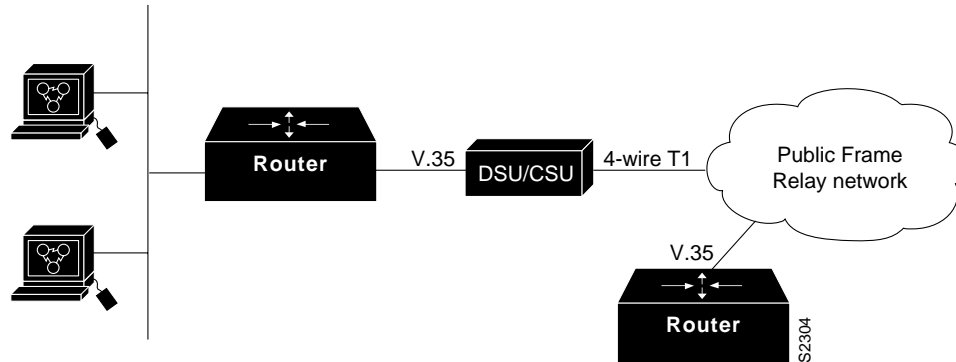 Router
V.35
DSU/CSU
4-wire T1
Public Frame
Relay network
V.35
Router
S2304